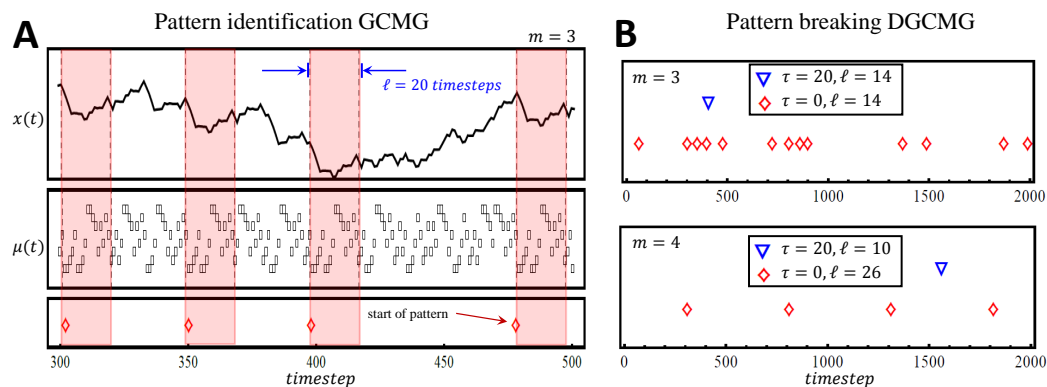 A
Pattern identification GCMG
m = 3
ℓ = 20 timesteps
x(t)
μ(t)
start of pattern
300 350 400 450 500
timestep
B
Pattern breaking DGCMG
m = 3
τ = 20, ℓ = 14
τ = 0, ℓ = 14
0 500 1000 1500 2000
m = 4
τ = 20, ℓ = 10
τ = 0, ℓ = 26
0 500 1000 1500 2000
timestep